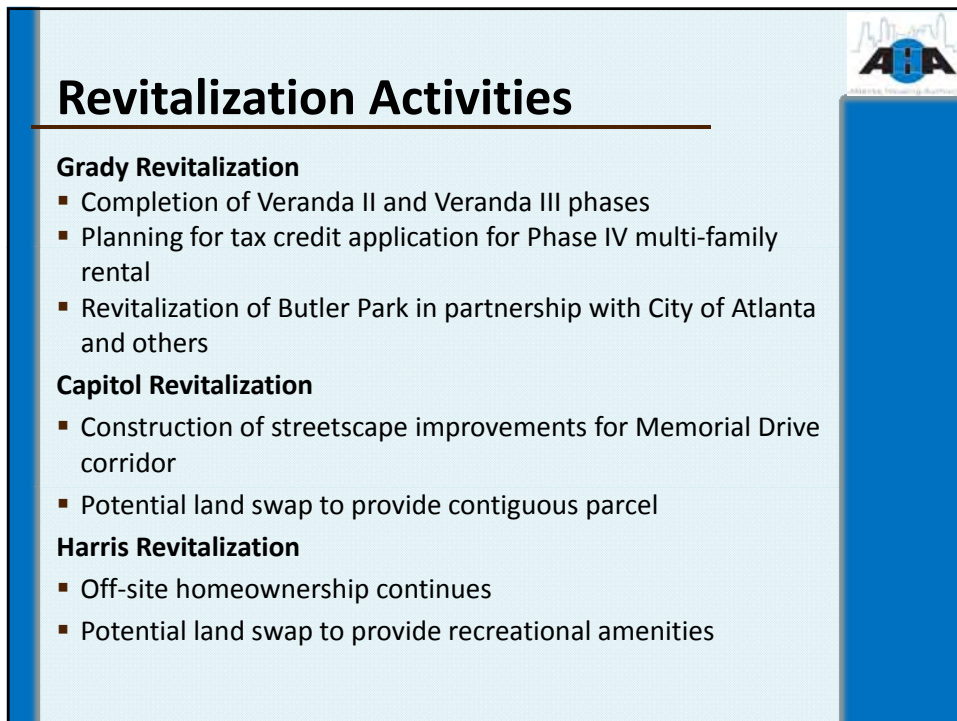 AHA
Revitalization Activities
Grady Revitalization
▪ Completion of Veranda II and Veranda III phases
▪ Planning for tax credit application for Phase IV multi-family
rental
▪ Revitalization of Butler Park in partnership with City of Atlanta
and others
Capitol Revitalization
▪ Construction of streetscape improvements for Memorial Drive
corridor
▪ Potential land swap to provide contiguous parcel
Harris Revitalization
▪ Off-site homeownership continues
▪ Potential land swap to provide recreational amenities